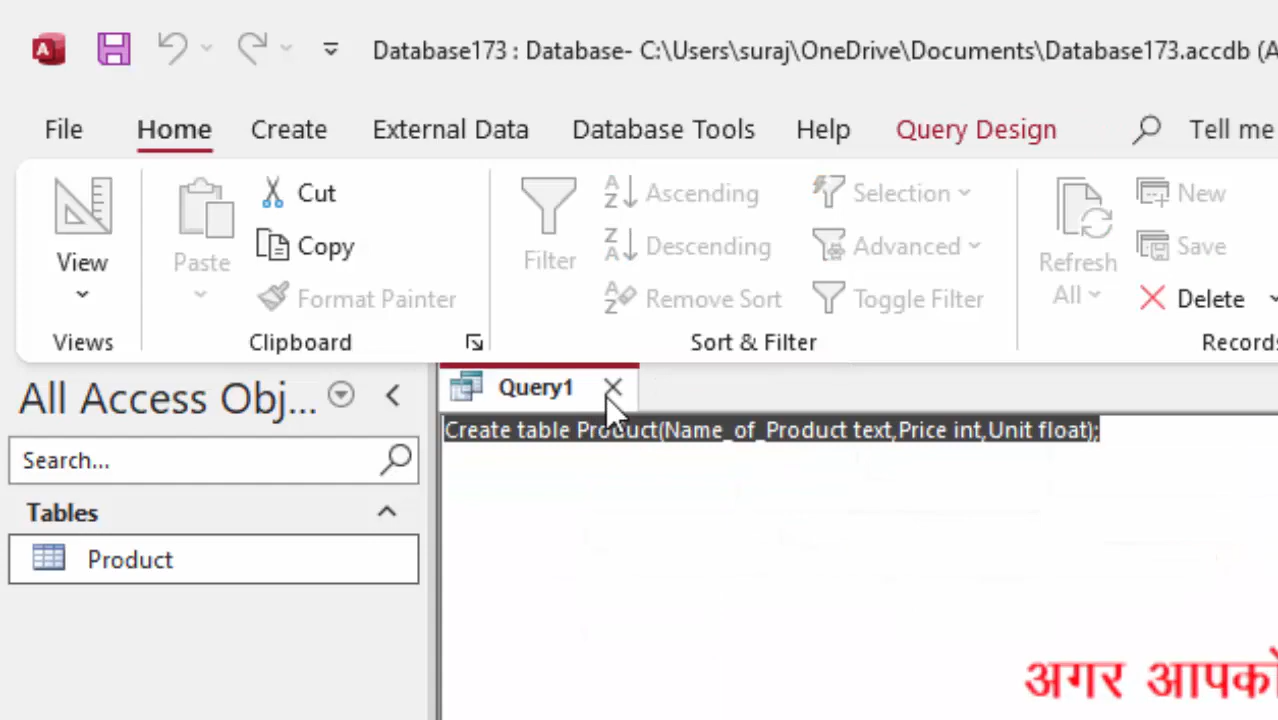 Database173 : Database- C:\Users\suraj\OneDrive\Documents\Database173.accdb (A
File Home Create External Data Database Tools Help Query Design Tell me
View
Views
Paste
Cut
Copy
Format Painter
Clipboard
Filter
Ascending
Descending
Remove Sort
Selection
Advanced
Toggle Filter
Sort & Filter
Refresh
All
New
Save
Delete
Records
All Access Obj...
Search...
Tables
Product
Query1
Create table Product(Name_of_Product text,Price int,Unit float);
अगर आपको